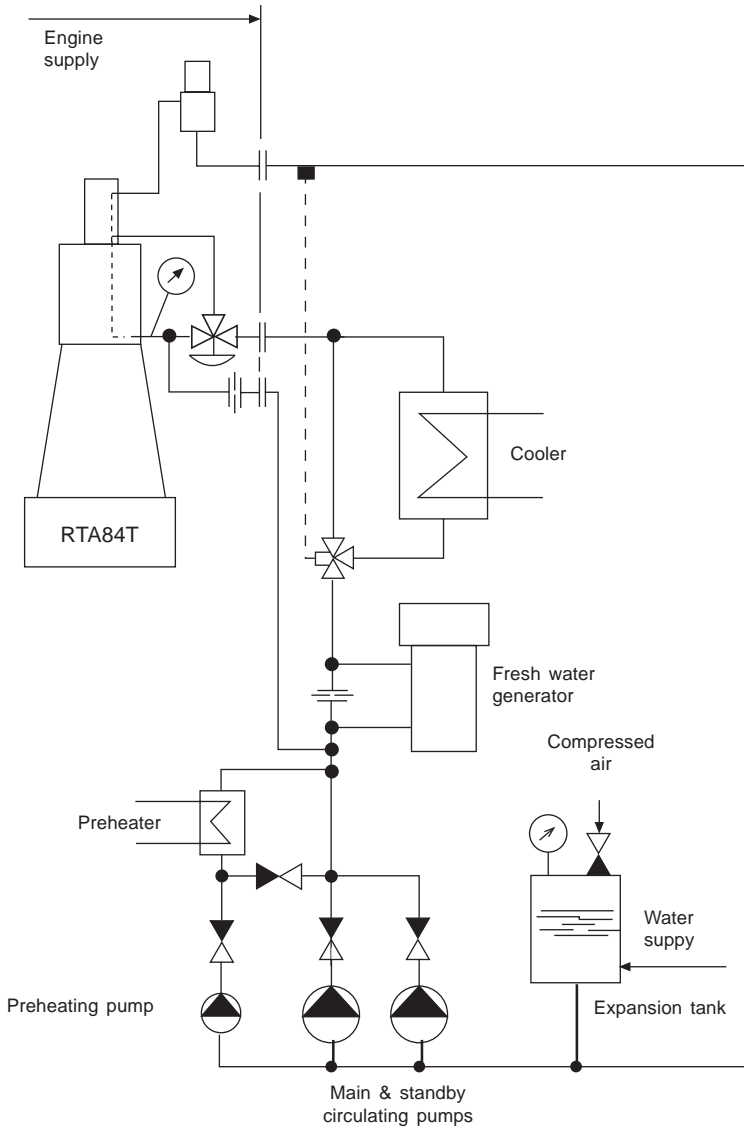 Engine
supply
RTA84T
Cooler
Fresh water
generator
Compressed
air
Preheater
Water
suppy
Preheating pump
Expansion tank
Main & standby
circulating pumps